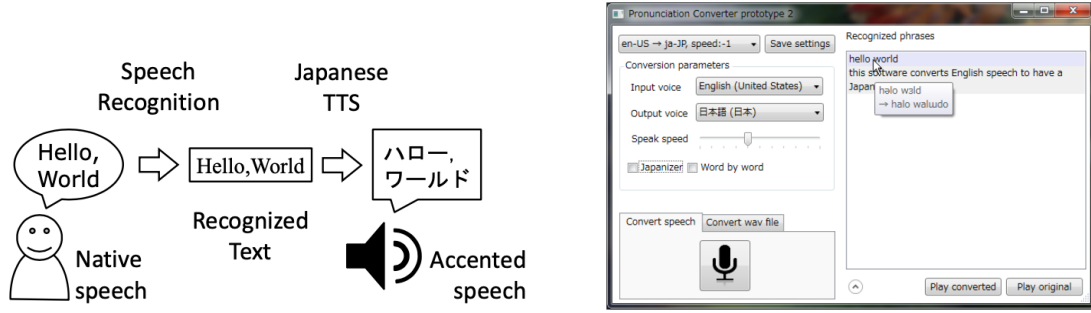 Speech
Recognition
Japanese
TTS
Hello,
World
Hello,World
ハロー,
ワールド
Recognized
Text
Native
speech
Accented
speech
Pronunciation Converter prototype 2
en-US → ja-JP, speed:-1
Save settings
Conversion parameters
Input voice
English (United States)
Output voice
日本語 (日本)
Speak speed
Japanizer
Word by word
Convert speech
Convert wav file
Recognized phrases
hello world
this software converts English speech to have a
Japan
həlo wɜld
→ halo walɯdo
Play converted
Play original